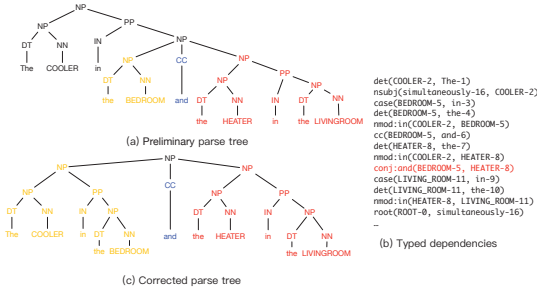 NP
NP PP
DT NN IN NP
The COOLER in NP CC NP
DT NN NP PP
the BEDROOM and DT NN IN NP
the HEATER in DT NN
the LIVINGROOM
(a) Preliminary parse tree
NP
NP CC NP
NP PP NP PP
DT NN IN NP DT NN IN NP
The COOLER in DT NN and the HEATER in DT NN
the BEDROOM the LIVINGROOM
(c) Corrected parse tree
det(COOLER-2, The-1)
nsubj(simultaneously-16, COOLER-2)
case(BEDROOM-5, in-3)
det(BEDROOM-5, the-4)
nmod:in(COOLER-2, BEDROOM-5)
cc(BEDROOM-5, and-6)
det(HEATER-8, the-7)
nmod:in(COOLER-2, HEATER-8)
conj:and(BEDROOM-5, HEATER-8)
case(LIVING_ROOM-11, in-9)
det(LIVING_ROOM-11, the-10)
nmod:in(HEATER-8, LIVING_ROOM-11)
root(ROOT-0, simultaneously-16)
…
(b) Typed dependencies